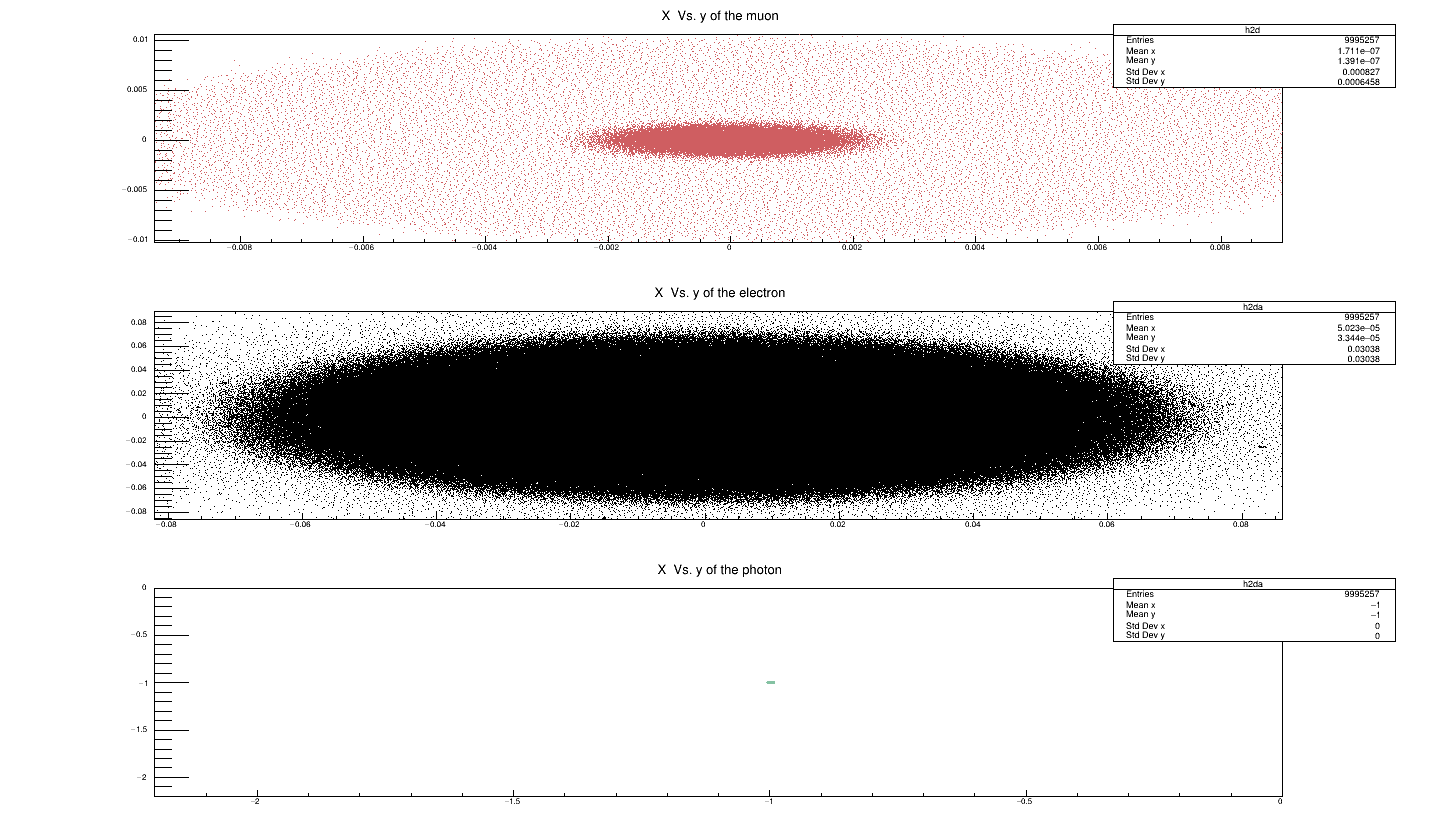 X Vs. y of the muon
h2d
Entries 9995257
Mean x 1.711e−07
Mean y 1.391e−07
Std Dev x 0.000827
Std Dev y 0.0006458
0.01
0.005
0
−0.005
−0.01
−0.008 −0.006 −0.004 −0.002 0 0.002 0.004 0.006 0.008
X Vs. y of the electron
h2da
Entries 9995257
Mean x 5.023e−05
Mean y 3.344e−05
Std Dev x 0.03038
Std Dev y 0.03038
0.08
0.06
0.04
0.02
0
−0.02
−0.04
−0.06
−0.08
−0.08 −0.06 −0.04 −0.02 0 0.02 0.04 0.06 0.08
X Vs. y of the photon
h2da
Entries 9995257
Mean x −1
Mean y −1
Std Dev x 0
Std Dev y 0
0
−0.5
−1
−1.5
−2
−2 −1.5 −1 −0.5 0